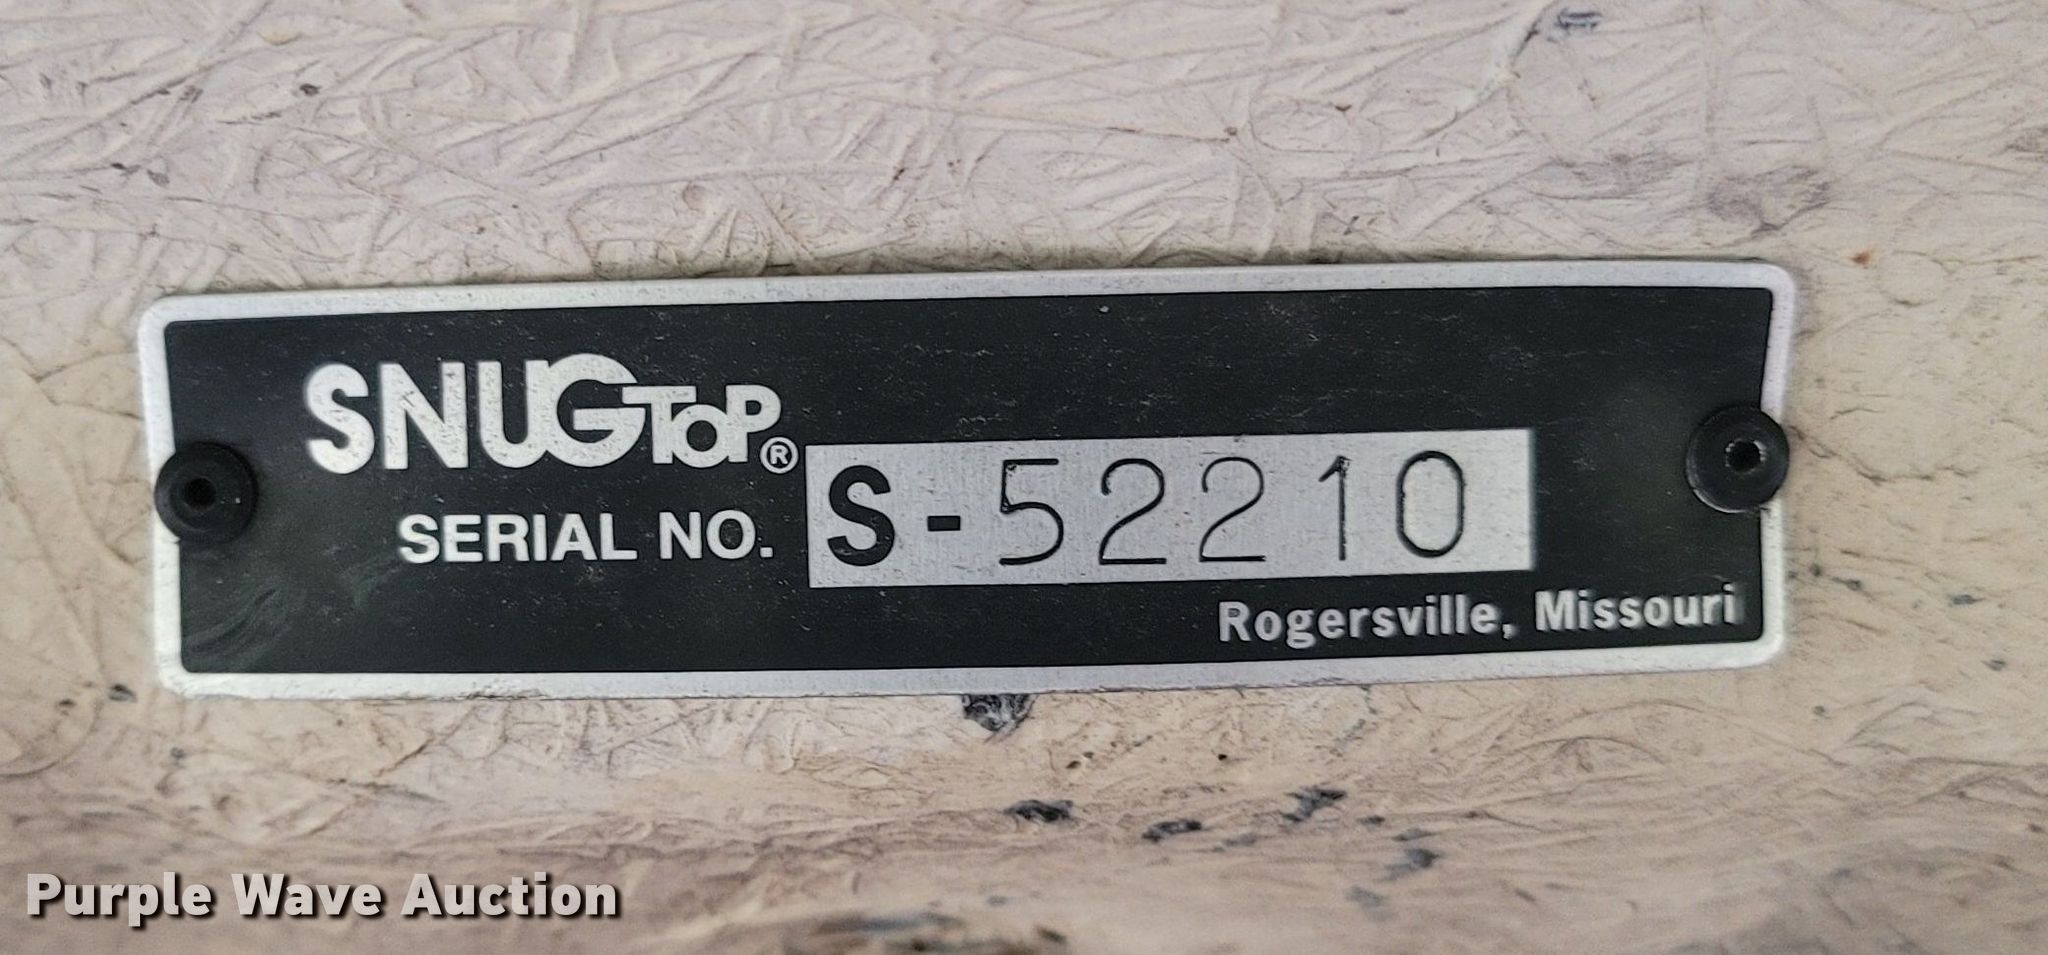 SNUGTOP®
SERIAL NO. S-52210
Rogersville, Missouri
Purple Wave Auction